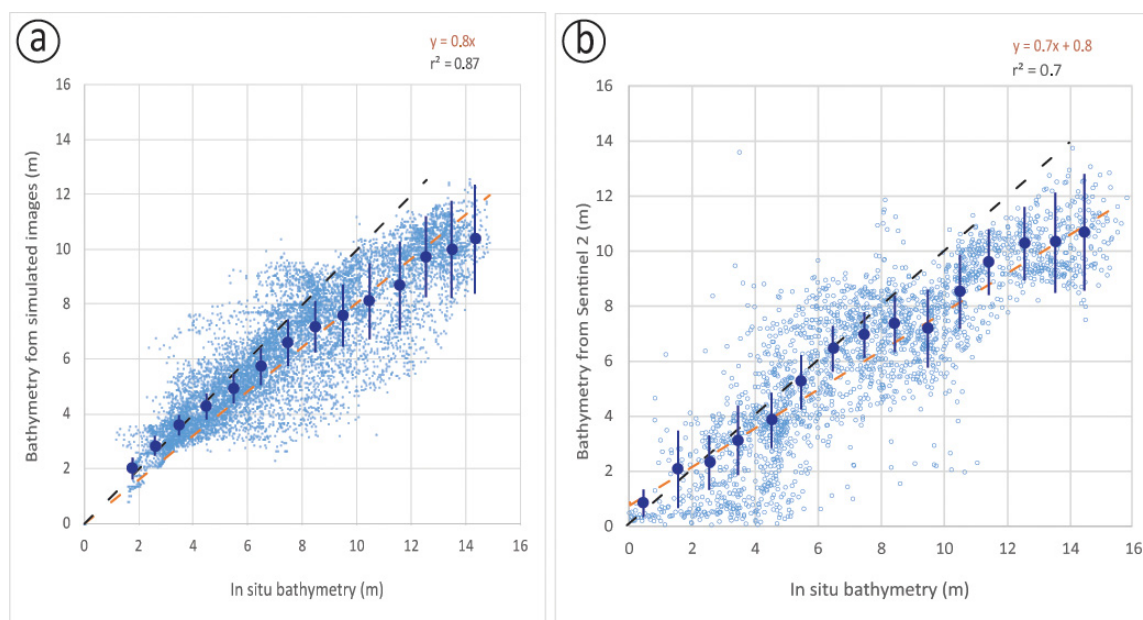 a
y = 0.8x
r² = 0.87
16
14
12
10
8
6
4
2
0
Bathymetry from simulated images (m)
0 2 4 6 8 10 12 14 16
In situ bathymetry (m)
b
y = 0.7x + 0.8
r² = 0.7
16
14
12
10
8
6
4
2
0
Bathymetry from Sentinel 2 (m)
0 2 4 6 8 10 12 14 16
In situ bathymetry (m)